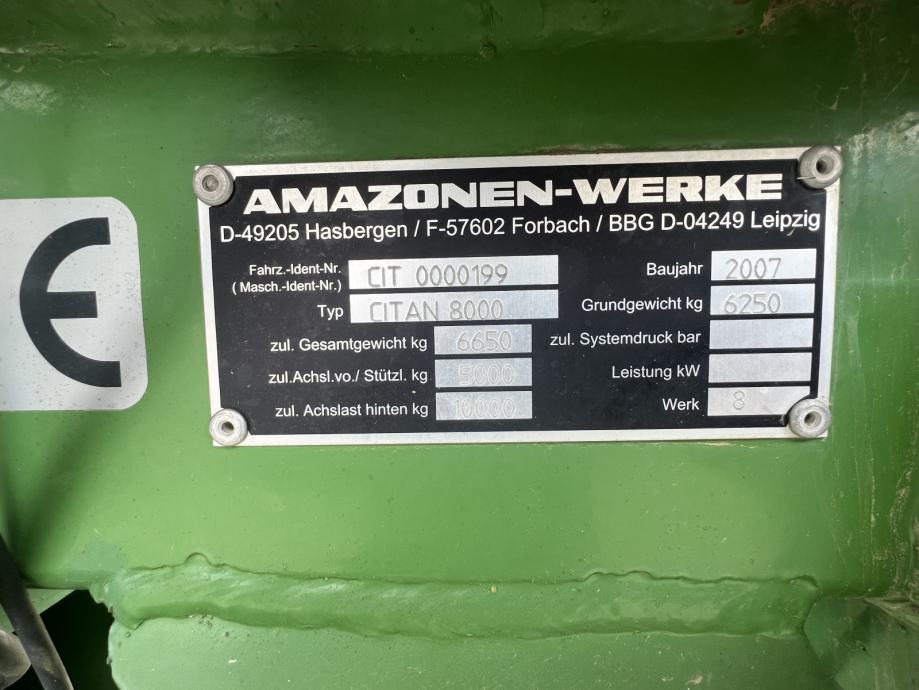 AMAZONEN-WERKE
D-49205 Hasbergen / F-57602 Forbach / BBG D-04249 Leipzig
Fahrz.-Ident-Nr. CIT 0000199 Baujahr 2007
( Masch.-Ident-Nr.)
Typ CITAN 8000 Grundgewicht kg 6250
zul. Gesamtgewicht kg 6650 zul. Systemdruck bar
zul.Achsl.vo./ Stützl. kg 5000 Leistung kW
zul. Achslast hinten kg 10000 Werk 8
CE